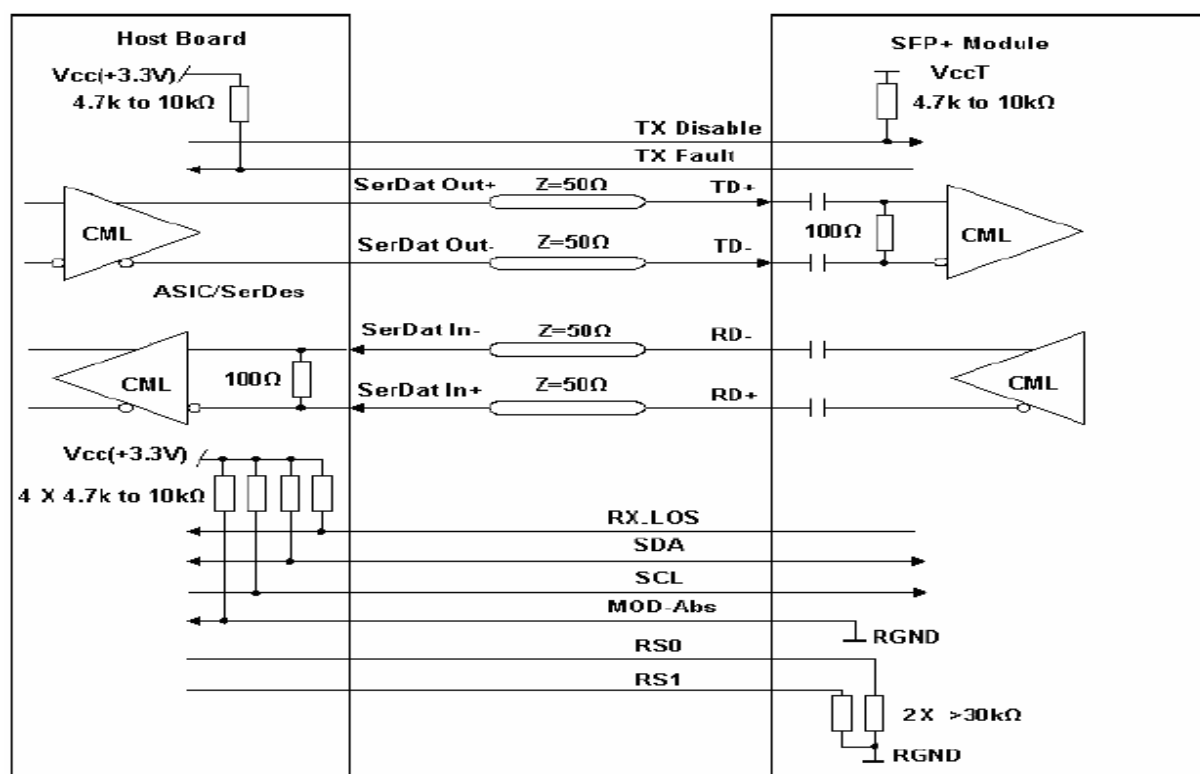 Host Board
SFP+ Module
Vcc(+3.3V)
4.7k to 10kΩ
VccT
4.7k to 10kΩ
TX Disable
TX Fault
SerDat Out+
Z=50Ω
TD+
CML
100Ω
CML
SerDat Out-
Z=50Ω
TD-
ASIC/SerDes
SerDat In-
Z=50Ω
RD-
CML
100Ω
SerDat In+
Z=50Ω
RD+
CML
Vcc(+3.3V)
4 X 4.7k to 10kΩ
RX_LOS
SDA
SCL
MOD-Abs
RGND
RS0
RS1
2X >30kΩ
RGND